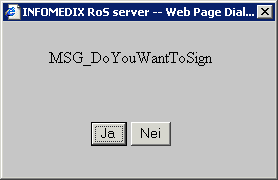 INFOMEDIX RoS server -- Web Page Dial...
MSG_DoYouWantToSign
Ja Nei